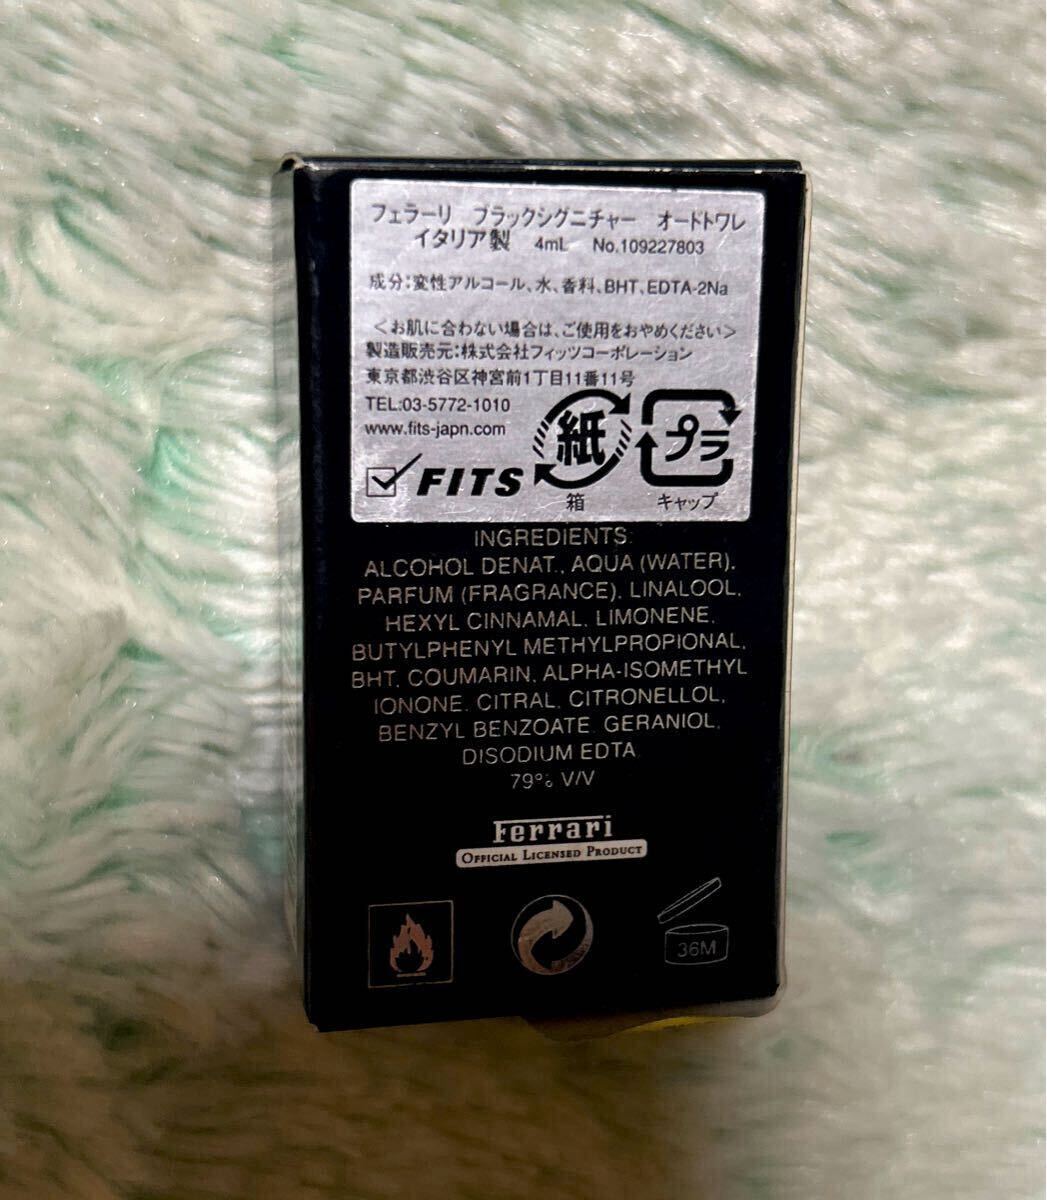 フェラーリ ブラックシグニチャー オードトワレ
イタリア製 4mL No.109227803
成分:変性アルコール、水、香料、BHT、EDTA-2Na
<お肌に合わない場合は、ご使用をおやめください>
製造販売元:株式会社フィッツコーポレーション
東京都渋谷区神宮前1丁目11番11号
TEL:03-5772-1010
www.fits-japn.com
FITS
紙
箱
プラ
キャップ
INGREDIENTS:
ALCOHOL DENAT., AQUA (WATER),
PARFUM (FRAGRANCE), LINALOOL,
HEXYL CINNAMAL, LIMONENE,
BUTYLPHENYL METHYLPROPIONAL,
BHT, COUMARIN, ALPHA-ISOMETHYL
IONONE, CITRAL, CITRONELLOL,
BENZYL BENZOATE, GERANIOL,
DISODIUM EDTA
79% V/V
Ferrari
OFFICIAL LICENSED PRODUCT
36M